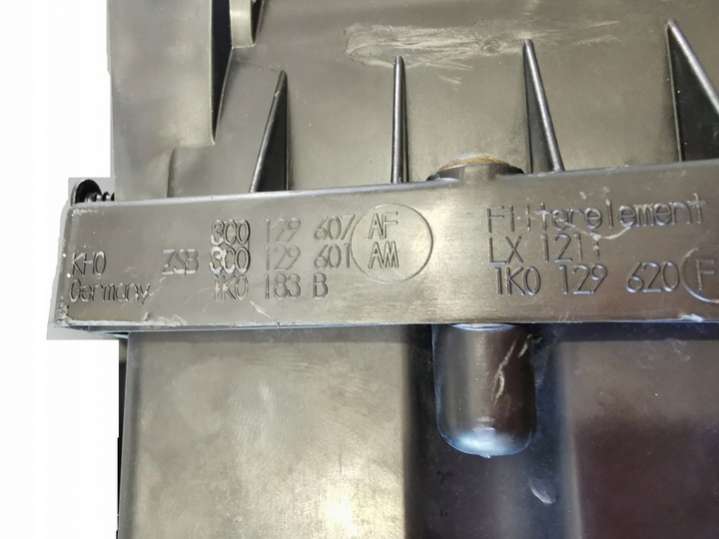 3C0 129 607 AF
KHO ZSB 3C0 129 601 AM
Germany 1K0 183 B
Filterelement
LX 1211
1K0 129 620 F